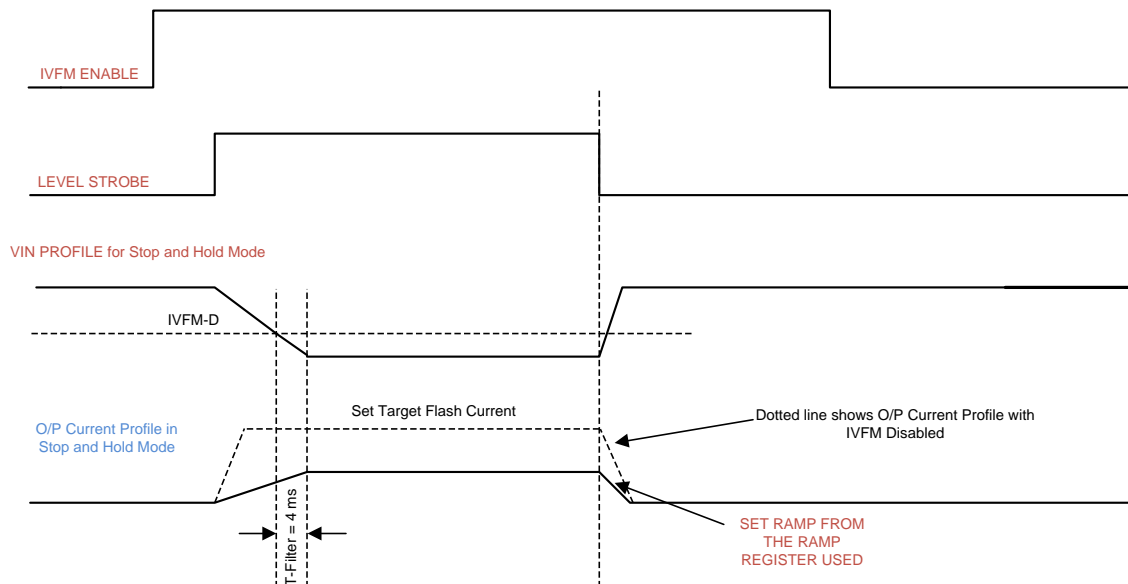 IVFM ENABLE
LEVEL STROBE
VIN PROFILE for Stop and Hold Mode
IVFM-D
O/P Current Profile in
Stop and Hold Mode
Set Target Flash Current
Dotted line shows O/P Current Profile with
IVFM Disabled
T-Filter = 4 ms
SET RAMP FROM
THE RAMP
REGISTER USED